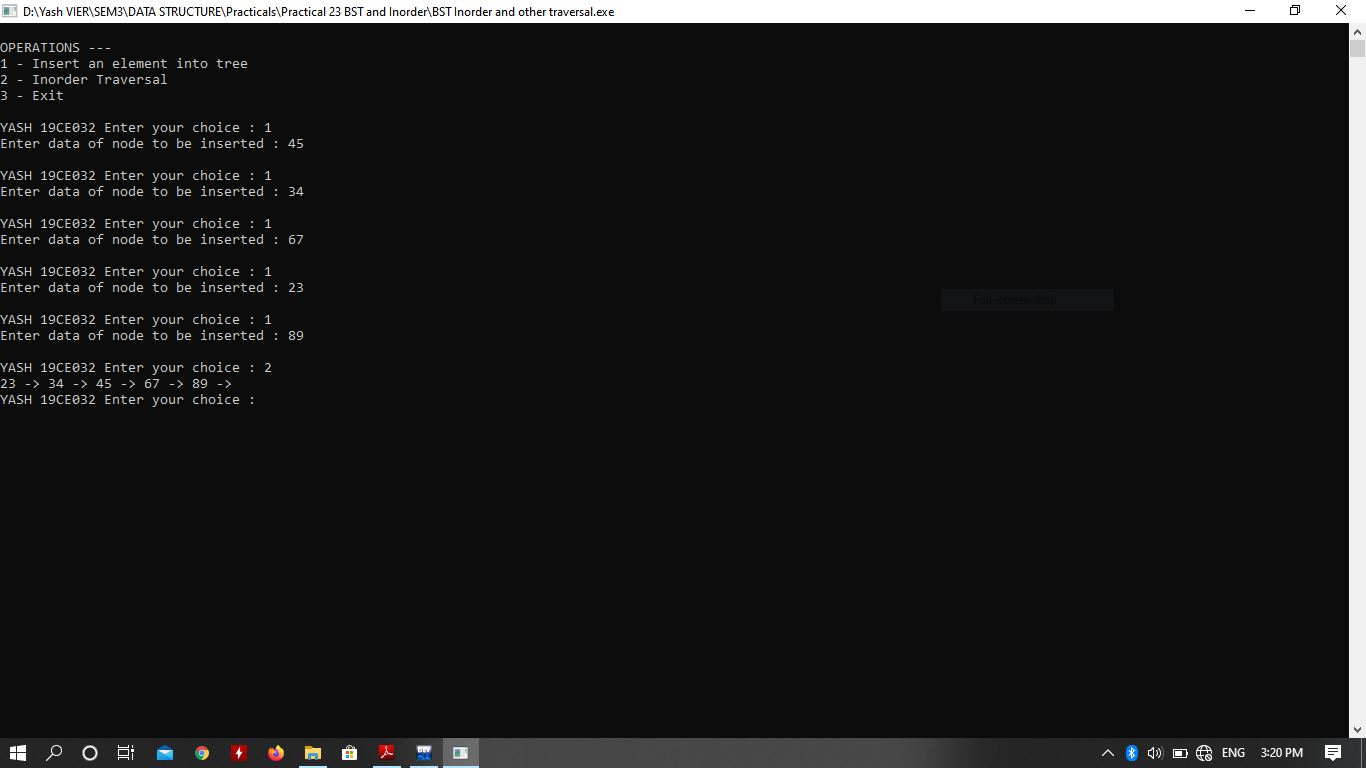 D:\Yash VIER\SEM3\DATA STRUCTURE\Practicals\Practical 23 BST and Inorder\BST Inorder and other traversal.exe
OPERATIONS ---
1 - Insert an element into tree
2 - Inorder Traversal
3 - Exit
YASH 19CE032 Enter your choice : 1
Enter data of node to be inserted : 45
YASH 19CE032 Enter your choice : 1
Enter data of node to be inserted : 34
YASH 19CE032 Enter your choice : 1
Enter data of node to be inserted : 67
YASH 19CE032 Enter your choice : 1
Enter data of node to be inserted : 23
YASH 19CE032 Enter your choice : 1
Enter data of node to be inserted : 89
YASH 19CE032 Enter your choice : 2
23 -> 34 -> 45 -> 67 -> 89 ->
YASH 19CE032 Enter your choice :
Full-screen Snip
DEV
ENG
3:20 PM